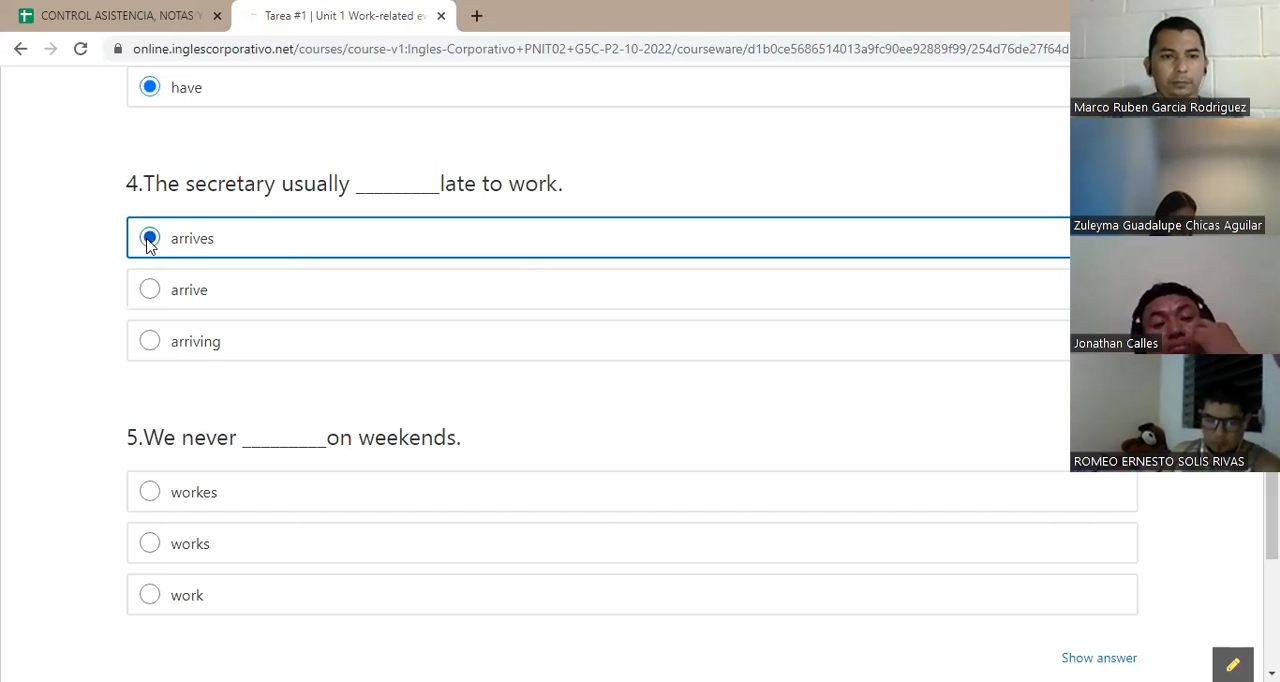 CONTROL ASISTENCIA, NOTAS Y
Tarea #1 | Unit 1 Work-related ev
online.inglescorporativo.net/courses/course-v1:Ingles-Corporativo+PNIT02+G5C-P2-10-2022/courseware/d1b0ce5686514013a9fc90ee92889f99/254d76de27f64d
have
4.The secretary usually _________late to work.
arrives
arrive
arriving
5.We never _________on weekends.
workes
works
work
Show answer
Marco Ruben Garcia Rodriguez
Zuleyma Guadalupe Chicas Aguilar
Jonathan Calles
ROMEO ERNESTO SOLIS RIVAS